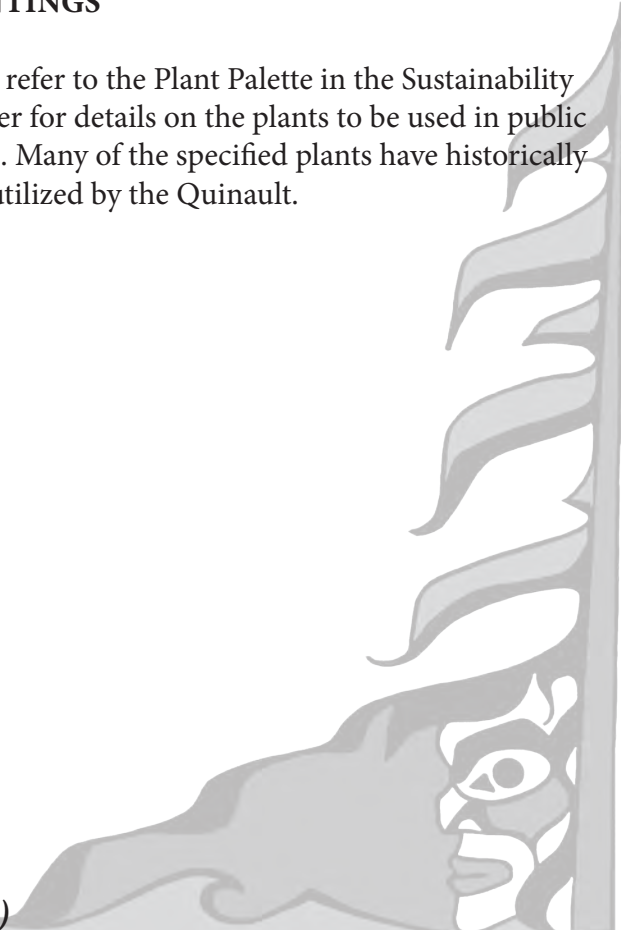 NTINGS
refer to the Plant Palette in the Sustainability
er for details on the plants to be used in public
. Many of the specified plants have historically
utilized by the Quinault.
)